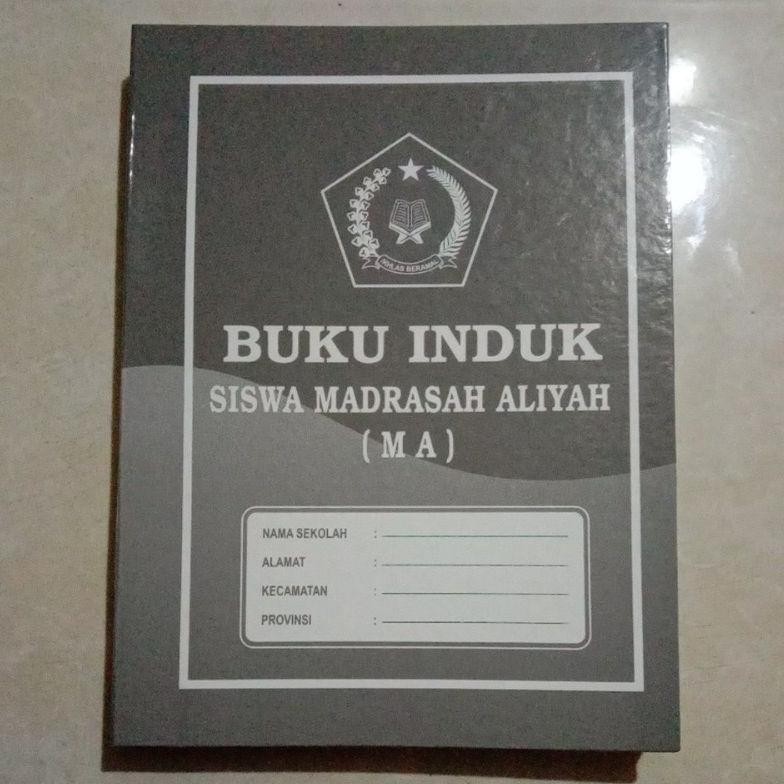 IKHLAS BERAMAL
BUKU INDUK
SISWA MADRASAH ALIYAH
( M A )
NAMA SEKOLAH :
ALAMAT :
KECAMATAN :
PROVINSI :